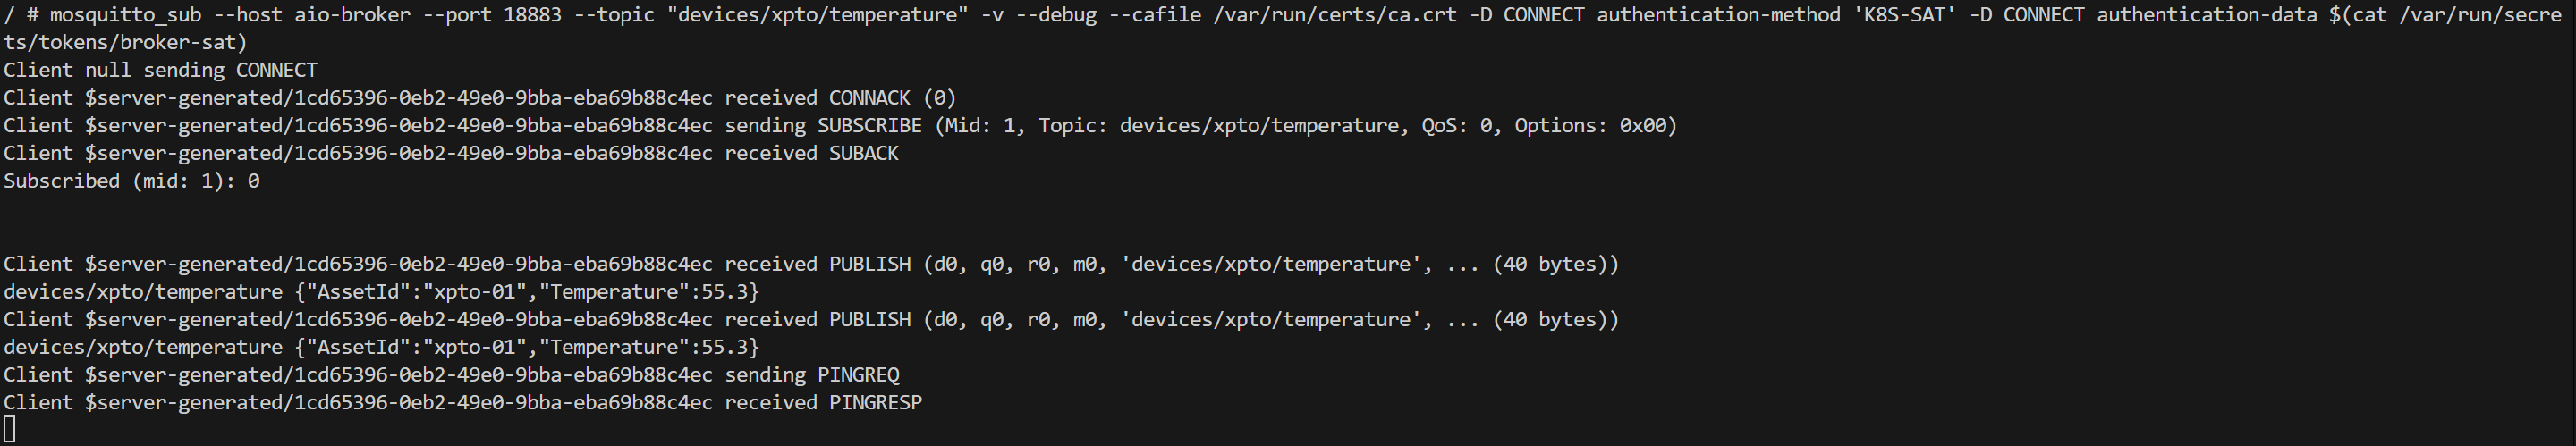 / # mosquitto_sub --host aio-broker --port 18883 --topic "devices/xpto/temperature" -v --debug --cafile /var/run/certs/ca.crt -D CONNECT authentication-method 'K8S-SAT' -D CONNECT authentication-data $(cat /var/run/secre
ts/tokens/broker-sat)
Client null sending CONNECT
Client $server-generated/1cd65396-0eb2-49e0-9bba-eba69b88c4ec received CONNACK (0)
Client $server-generated/1cd65396-0eb2-49e0-9bba-eba69b88c4ec sending SUBSCRIBE (Mid: 1, Topic: devices/xpto/temperature, QoS: 0, Options: 0x00)
Client $server-generated/1cd65396-0eb2-49e0-9bba-eba69b88c4ec received SUBACK
Subscribed (mid: 1): 0
Client $server-generated/1cd65396-0eb2-49e0-9bba-eba69b88c4ec received PUBLISH (d0, q0, r0, m0, 'devices/xpto/temperature', ... (40 bytes))
devices/xpto/temperature {"AssetId":"xpto-01","Temperature":55.3}
Client $server-generated/1cd65396-0eb2-49e0-9bba-eba69b88c4ec received PUBLISH (d0, q0, r0, m0, 'devices/xpto/temperature', ... (40 bytes))
devices/xpto/temperature {"AssetId":"xpto-01","Temperature":55.3}
Client $server-generated/1cd65396-0eb2-49e0-9bba-eba69b88c4ec sending PINGREQ
Client $server-generated/1cd65396-0eb2-49e0-9bba-eba69b88c4ec received PINGRESP